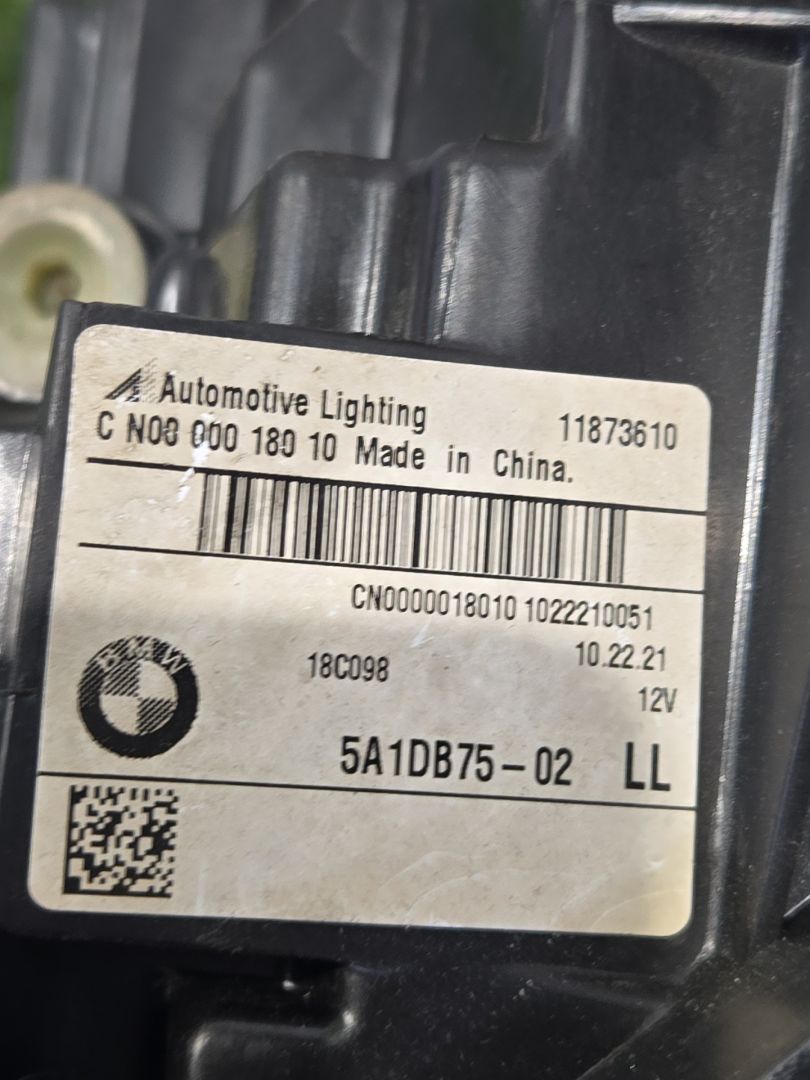 Automotive Lighting 11873610
C N00 000 180 10 Made in China.
CN0000018010 1022210051
10.22.21
18C098
12V
BMW
5A1DB75-02 LL